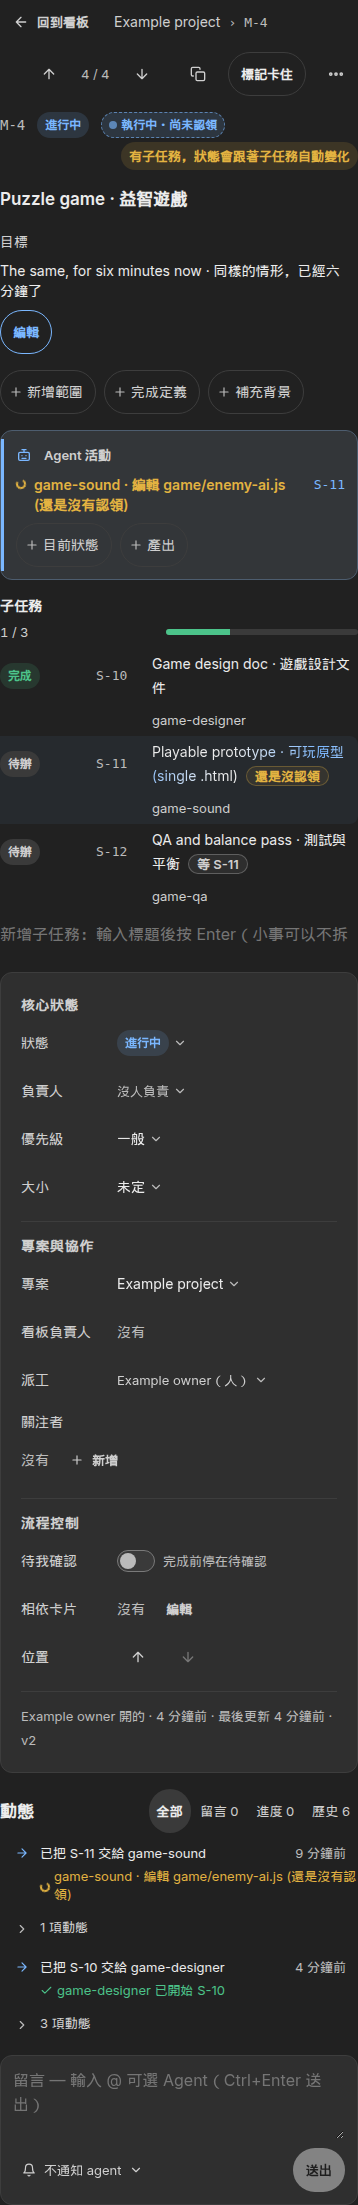 ← 回到看板 Example project › M-4
↑ 4 / 4 ↓ 標記卡住 •••
M-4 進行中 執行中・尚未認領
有子任務，狀態會跟著子任務自動變化
Puzzle game · 益智遊戲
目標
The same, for six minutes now · 同樣的情形，已經六
分鐘了
編輯
+ 新增範圍 + 完成定義 + 補充背景
Agent 活動
game-sound · 編輯 game/enemy-ai.js S-11
(還是沒有認領)
+ 目前狀態 + 產出
子任務
1 / 3
完成 S-10 Game design doc · 遊戲設計文
件
game-designer
待辦 S-11 Playable prototype · 可玩原型
(single .html) 還是沒認領
game-sound
待辦 S-12 QA and balance pass · 測試與
平衡 等 S-11
game-qa
新增子任務：輸入標題後按 Enter（小事可以不拆
核心狀態
狀態 進行中
負責人 沒人負責
優先級 一般
大小 未定
專案與協作
專案 Example project
看板負責人 沒有
派工 Example owner（人）
關注者
沒有 + 新增
流程控制
待我確認 完成前停在待確認
相依卡片 沒有 編輯
位置 ↑ ↓
Example owner 開的 · 4 分鐘前 · 最後更新 4 分鐘前 ·
v2
動態 全部 留言 0 進度 0 歷史 6
→ 已把 S-11 交給 game-sound 9 分鐘前
game-sound · 編輯 game/enemy-ai.js (還是沒有認
領)
› 1 項動態
→ 已把 S-10 交給 game-designer 4 分鐘前
✓ game-designer 已開始 S-10
› 3 項動態
留言 — 輸入 @ 可選 Agent（Ctrl+Enter 送
出）
不通知 agent 送出